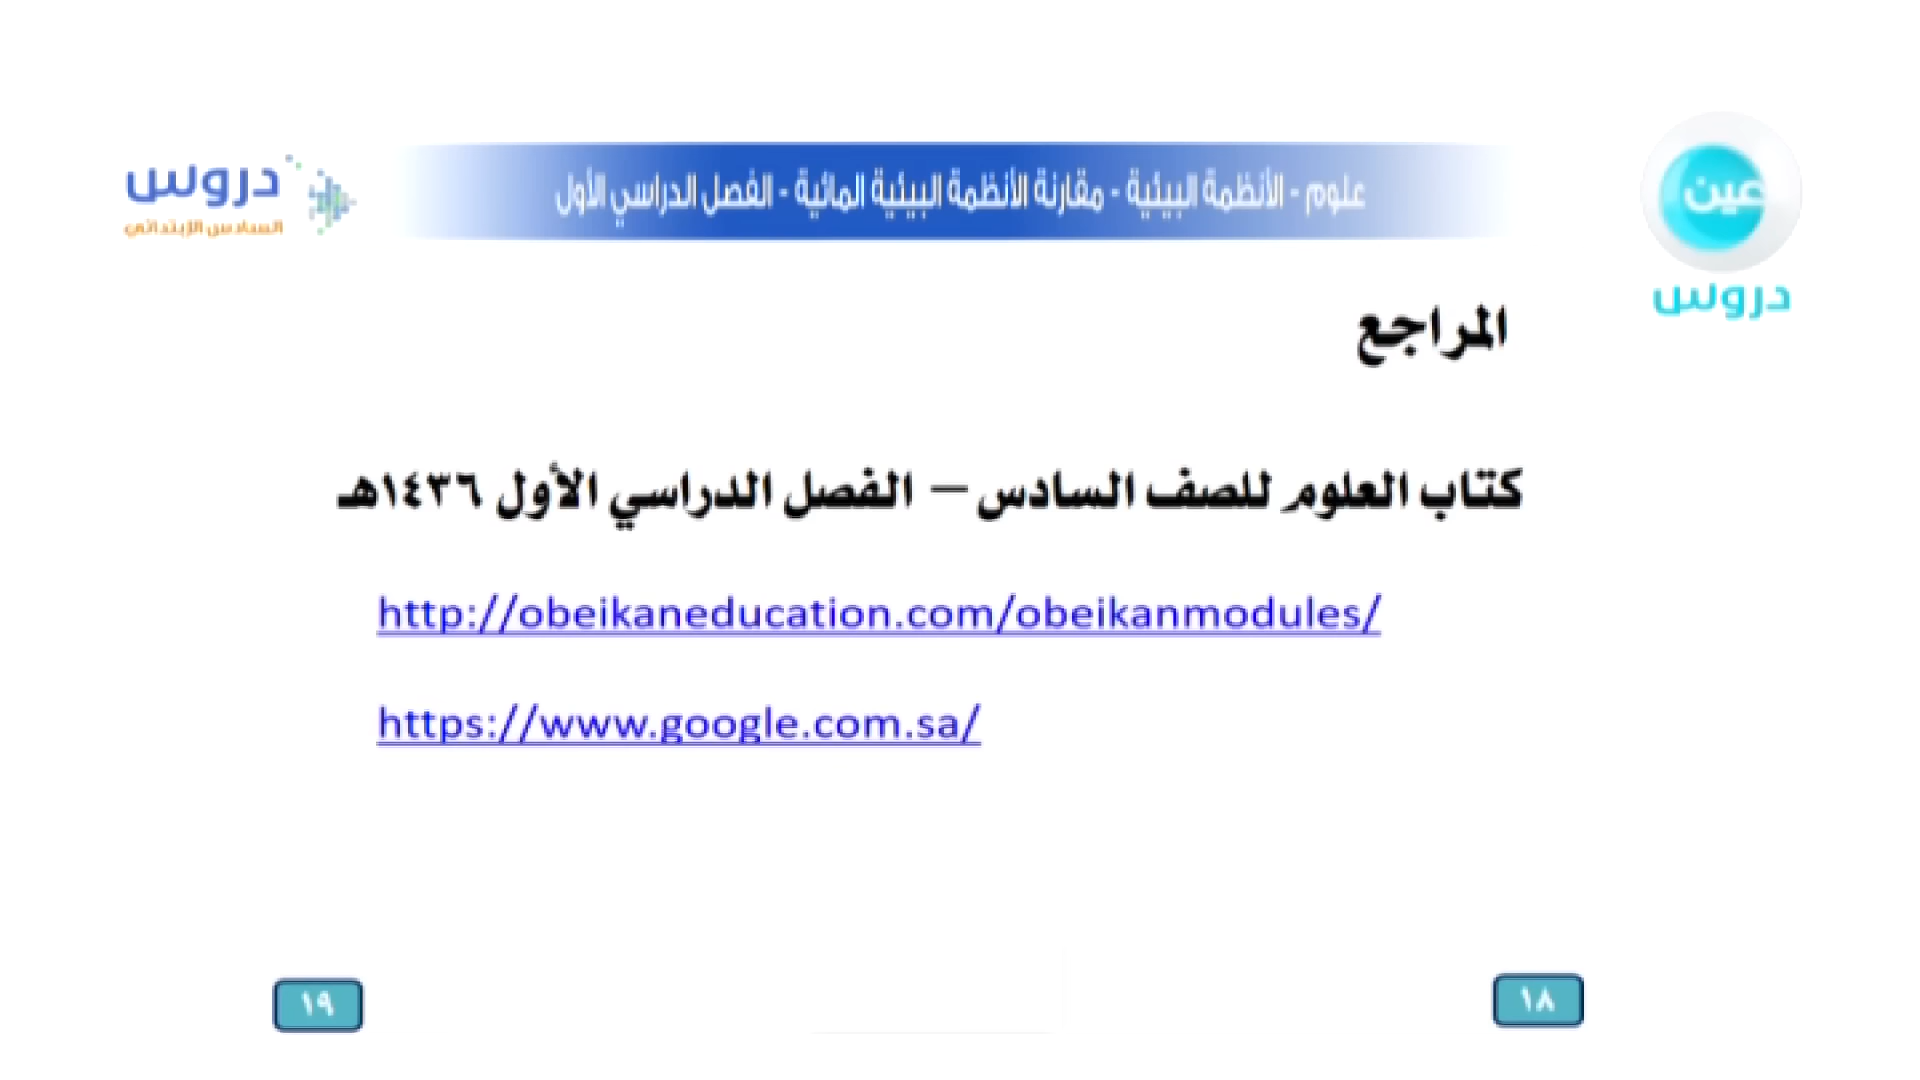 عين
دروس
علوم - الأنظمة البيئية - مقارنة الأنظمة البيئية المائية - الفصل الدراسي الأول
دروس
السادس الإبتدائي
المراجع
كتاب العلوم للصف السادس – الفصل الدراسي الأول ١٤٣٦هـ
http://obeikaneducation.com/obeikanmodules/
https://www.google.com.sa/
١٨
١٩